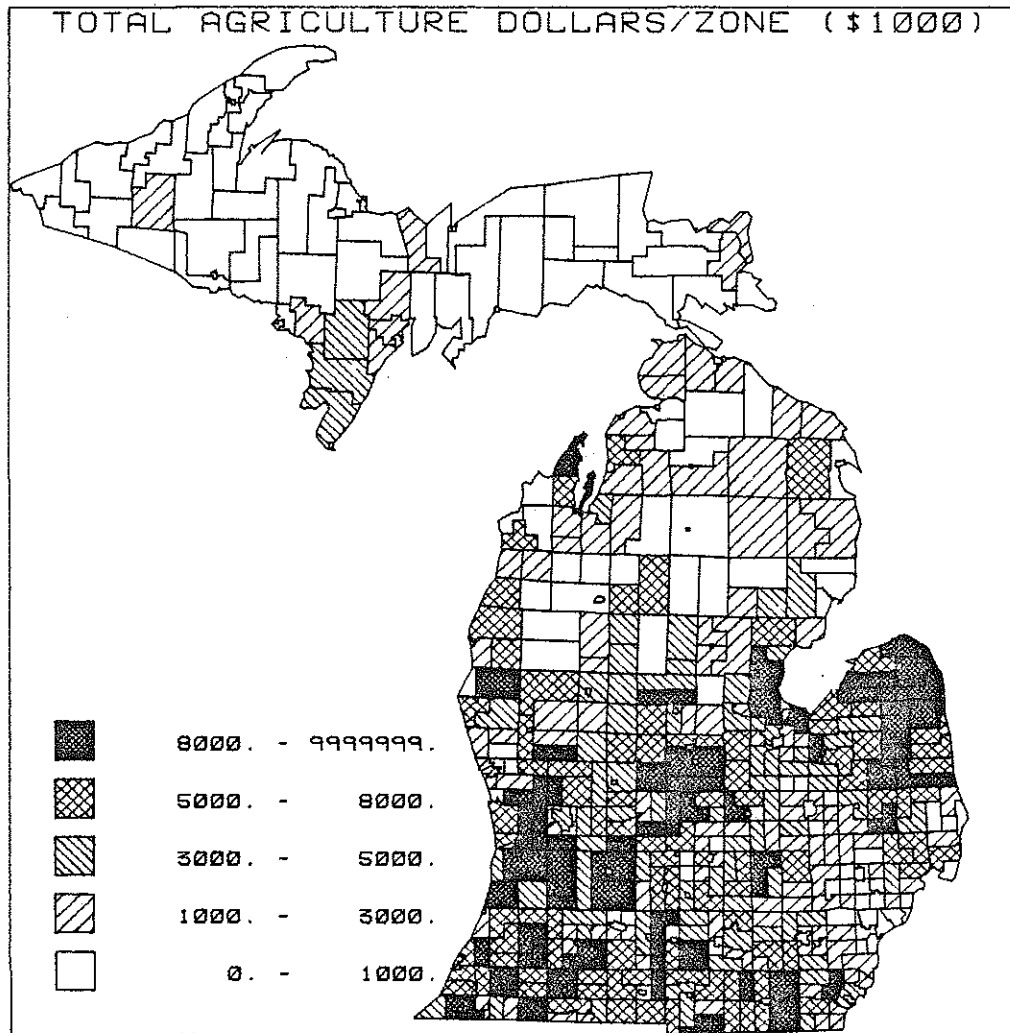 TOTAL AGRICULTURE DOLLARS/ZONE ($1000)
8000. - 9999999.
5000. - 8000.
3000. - 5000.
1000. - 3000.
0. - 1000.